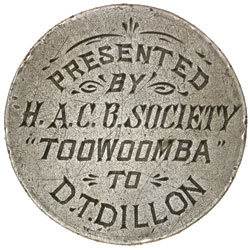 PRESENTED
BY
H.A.C.B. SOCIETY
"TOOWOOMBA"
TO
D.T. DILLON